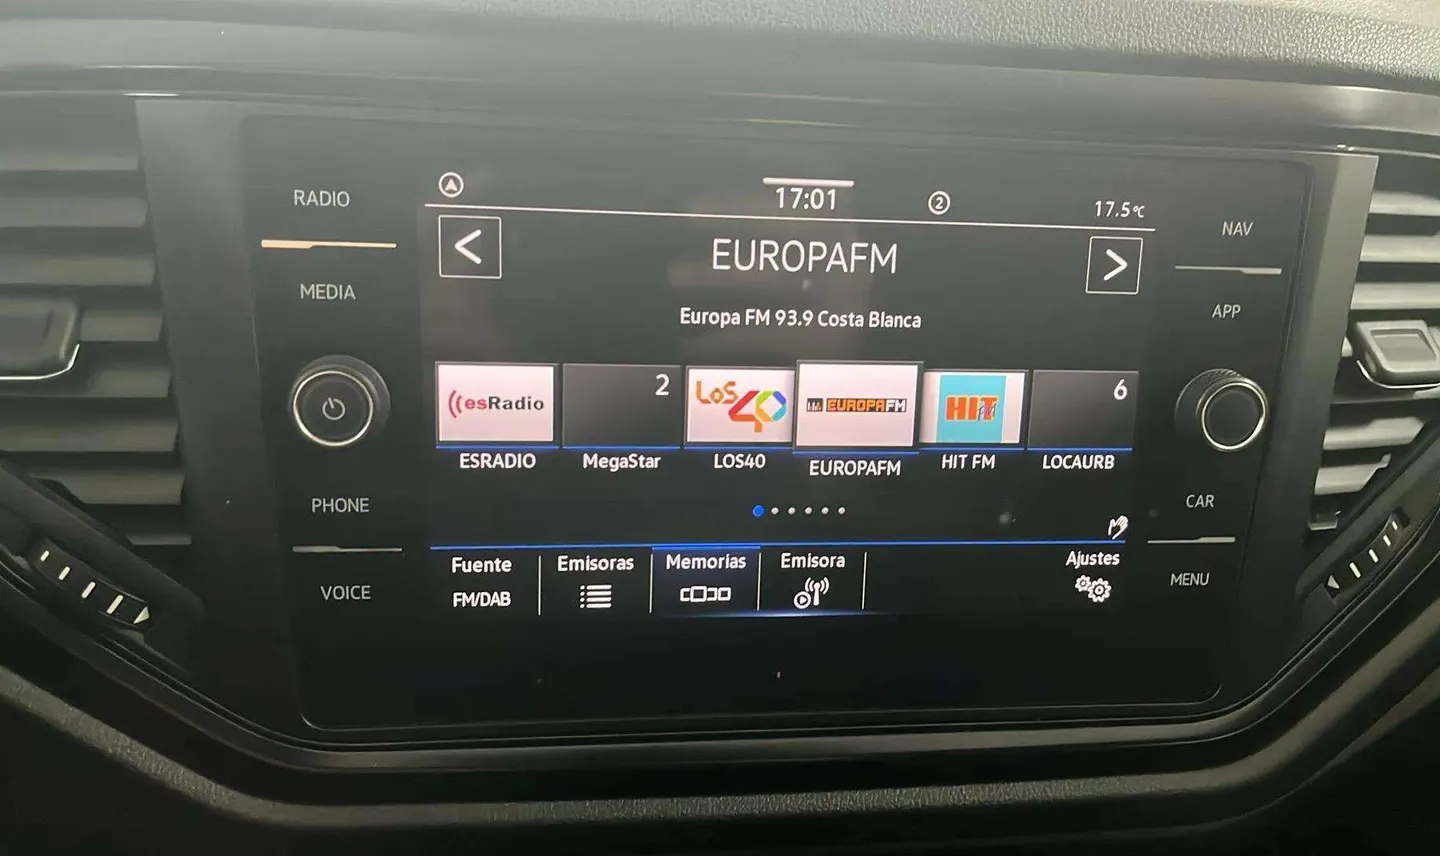 RADIO
MEDIA
PHONE
VOICE
17:01
2
17.5°C
EUROPAFM
Europa FM 93.9 Costa Blanca
esRadio
2
LOS 40
EUROPAFM
HIT FM
6
ESRADIO
MegaStar
LOS40
EUROPAFM
HIT FM
LOCAURB
Fuente
FM/DAB
Emisoras
Memorias
Emisora
Ajustes
NAV
APP
CAR
MENU